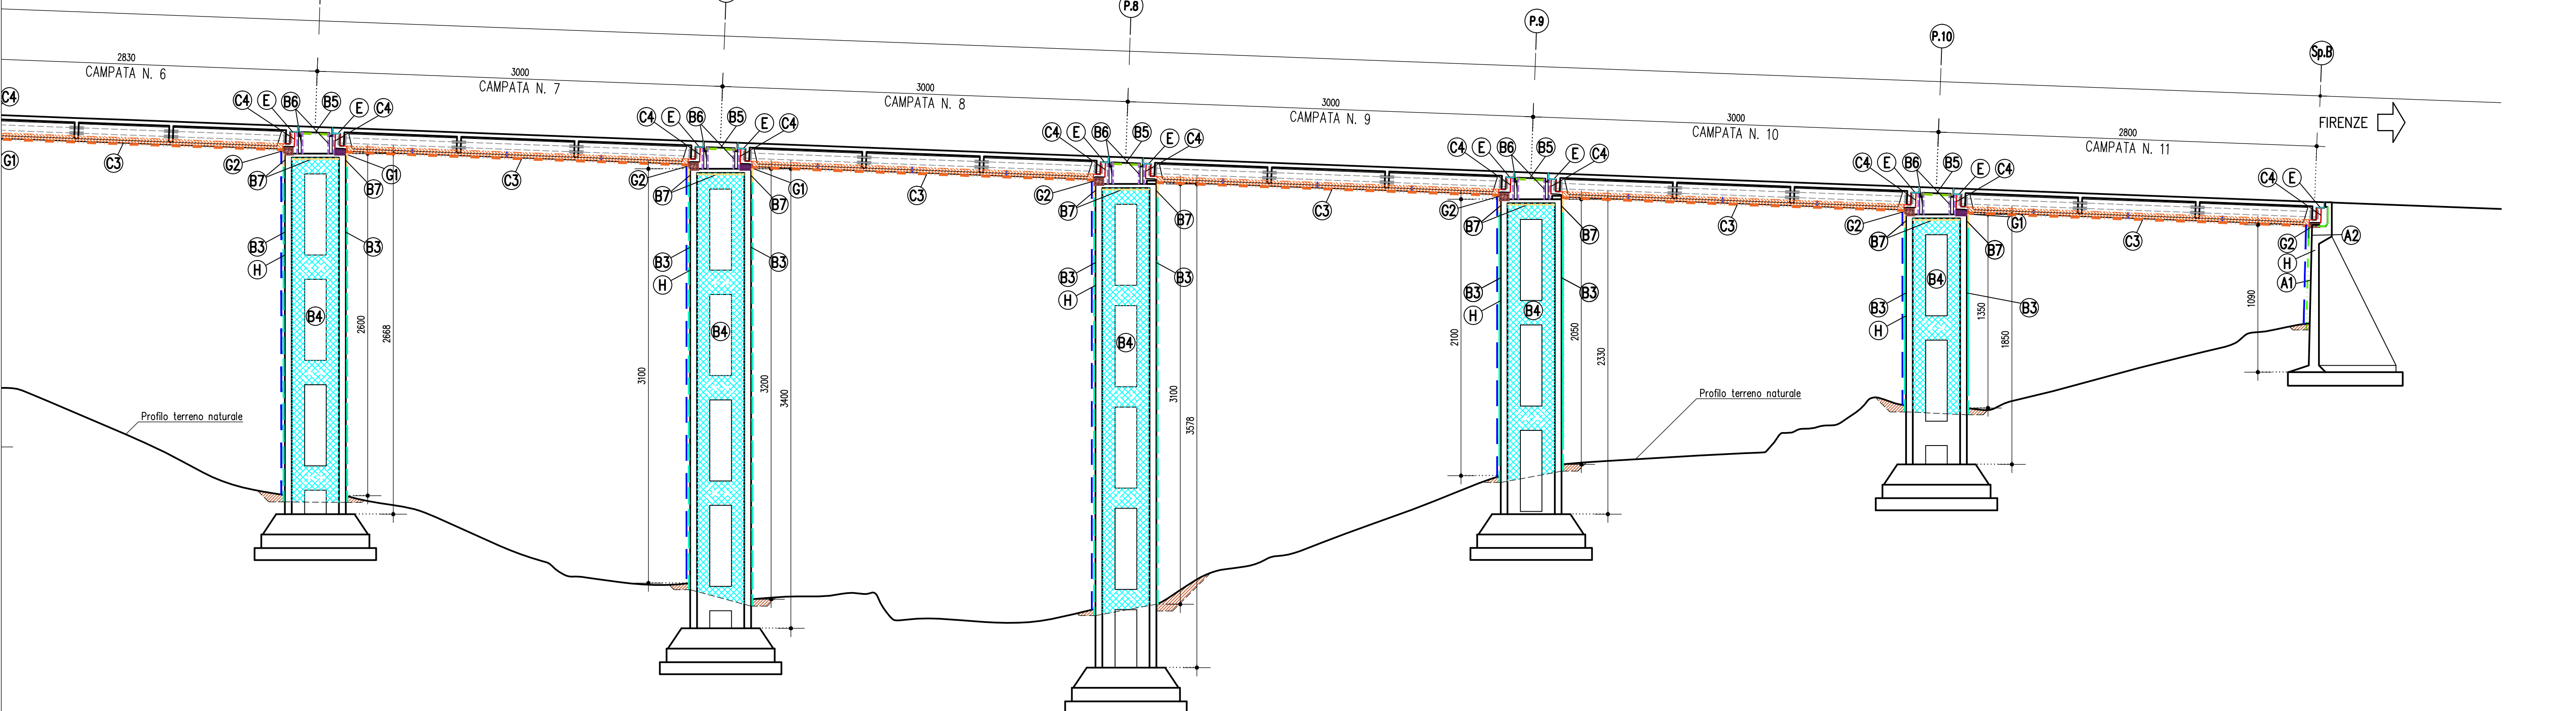 P.8
P.9
P.10
Sp.B
2830
CAMPATA N. 6
3000
CAMPATA N. 7
3000
CAMPATA N. 8
3000
CAMPATA N. 9
3000
CAMPATA N. 10
2800
CAMPATA N. 11
FIRENZE
C4
G1
C3
C4
E
B6
B5
E
C4
G2
B7
B7
G1
B3
B3
H
B4
2600
2668
C3
C4
E
B6
B5
E
C4
G2
B7
B7
G1
B3
B3
H
B4
3100
3200
3400
C3
C4
E
B6
B5
E
C4
G2
B7
B7
B3
B3
H
B4
3100
3578
C3
C4
E
B6
B5
E
C4
G2
B7
B7
B3
B3
H
B4
2100
2050
2330
C3
C4
E
B6
B5
E
C4
G2
B7
B7
G1
B3
B3
H
B4
1350
1850
C3
C4
E
G2
A2
H
A1
1090
Profilo terreno naturale
Profilo terreno naturale